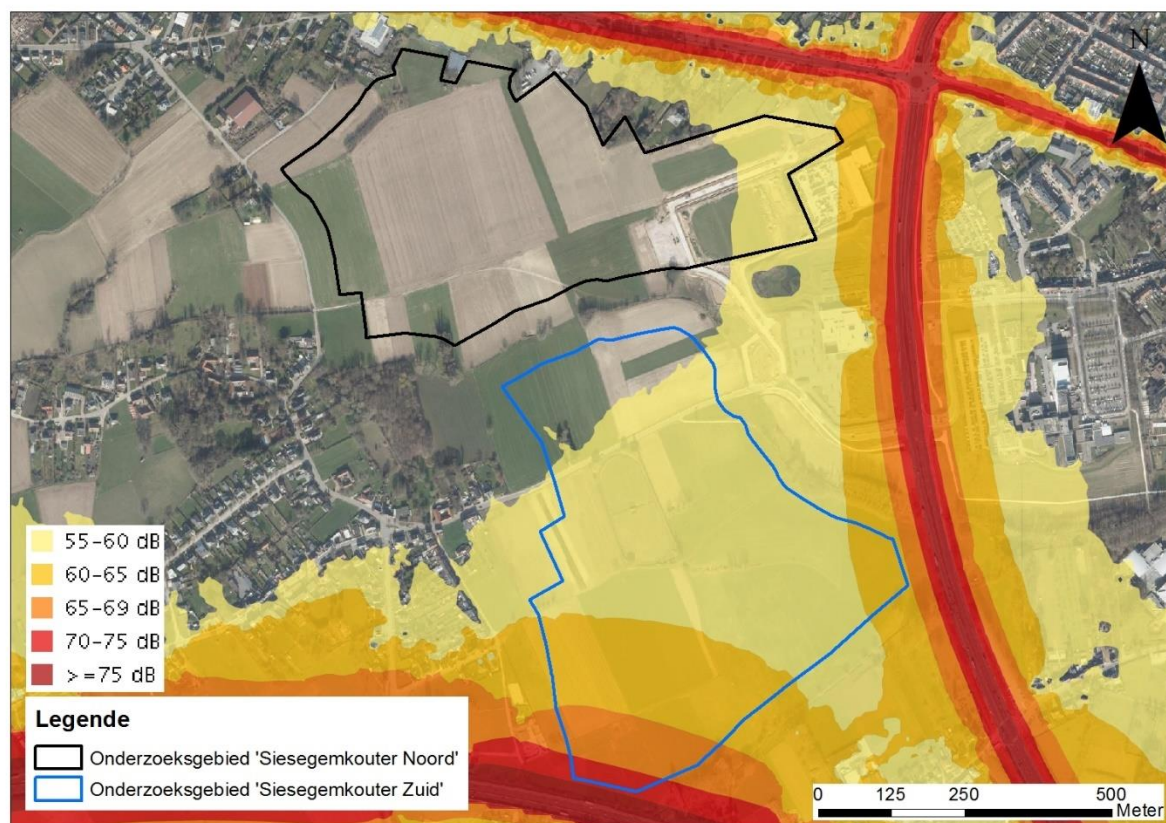 N
55-60 dB
60-65 dB
65-69 dB
70-75 dB
>=75 dB
Legende
Onderzoeksgebied 'Siesegemkouter Noord'
Onderzoeksgebied 'Siesegemkouter Zuid'
0 125 250 500
Meter